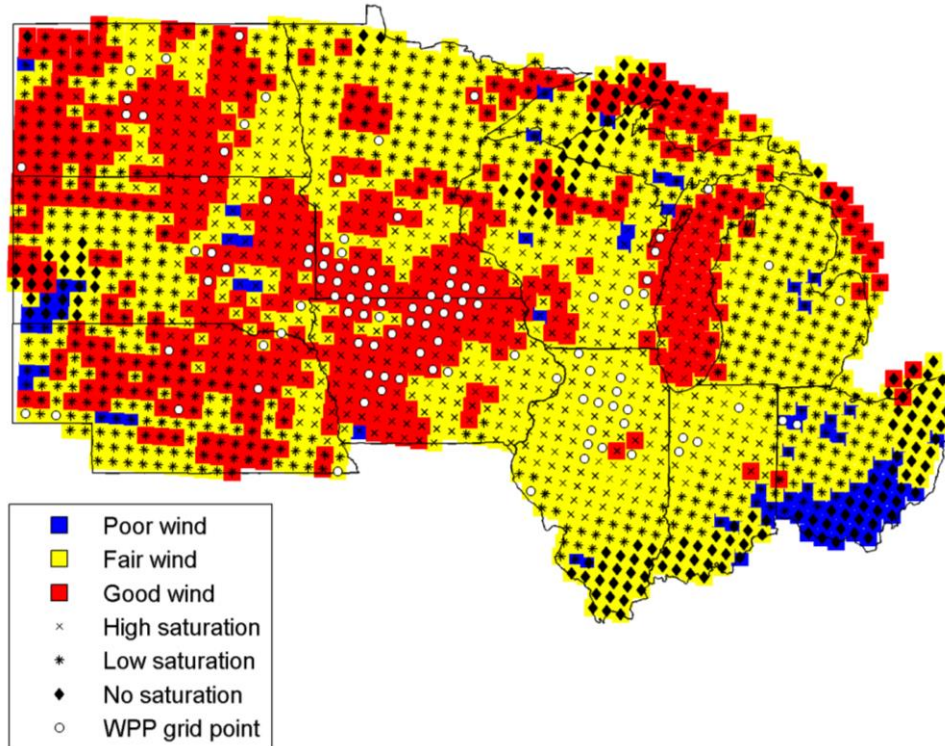 Poor wind
Fair wind
Good wind
High saturation
Low saturation
No saturation
WPP grid point